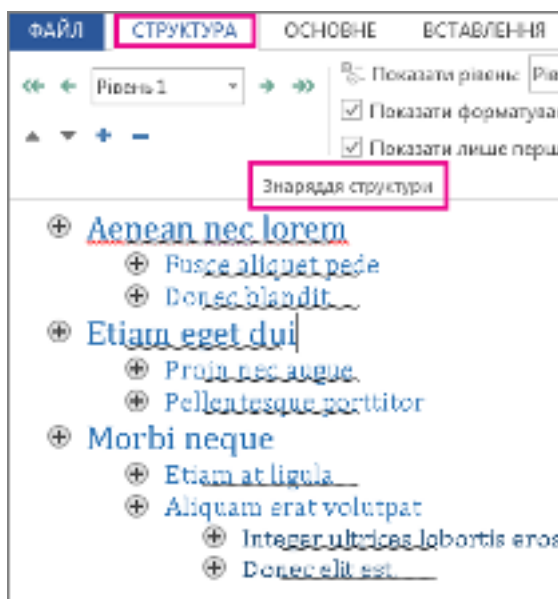 ФАЙЛ СТРУКТУРА ОСНОВНЕ ВСТАВЛЕННЯ
Рівень 1 Показати рівень: Рів
Показати форматува
Показати лише перш
Знаряддя структури
Aenean nec lorem
Fusce aliquet pede
Donec blandit
Etiam eget dui
Proin nec augue
Pellentesque porttitor
Morbi neque
Etiam at ligula
Aliquam erat volutpat
Integer ultrices lobortis eros
Donec elit est